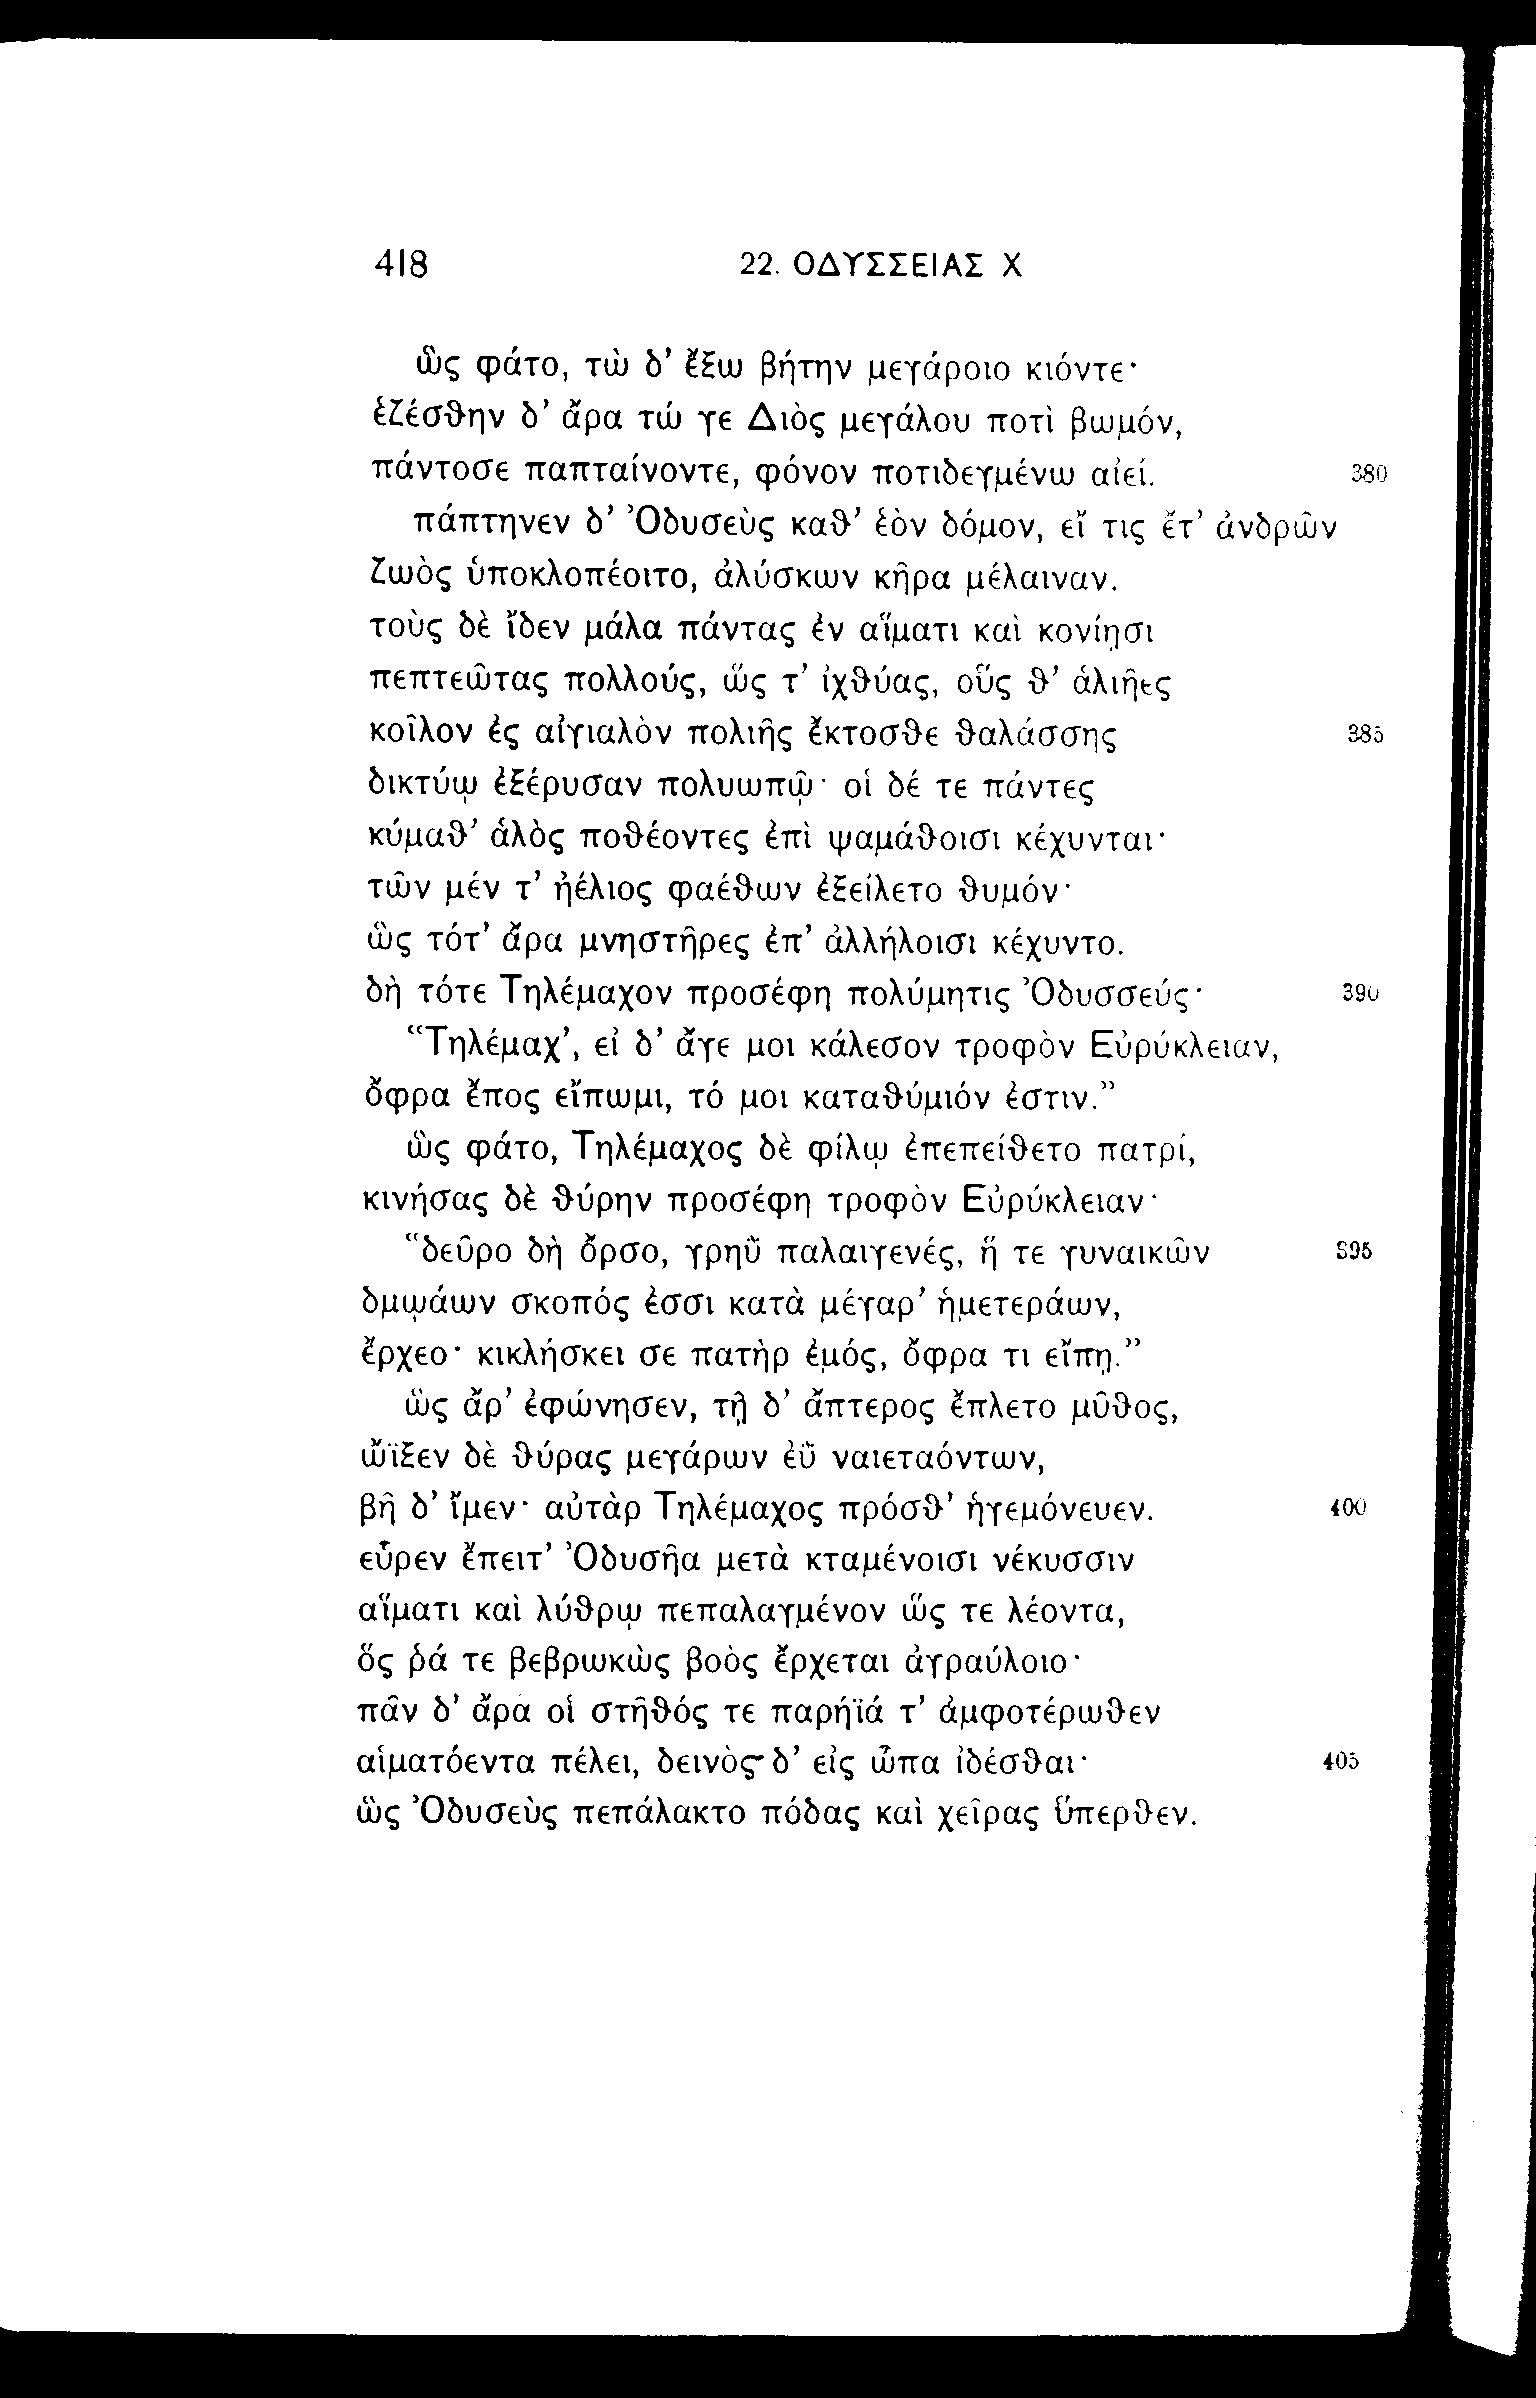 418 22. ΟΔΥΣΣΕΙΑΣ Χ
ὣς φάτο, τὼ δ’ ἔξω βήτην μεγάροιο κιόντε·
ἑζέσθην δ’ ἄρα τώ γε Διὸς μεγάλου ποτὶ βωμόν,
πάντοσε παπταίνοντε, φόνον ποτιδεγμένω αἰεί. 380
πάπτηνεν δ’ Ὀδυσεὺς καθ’ ἑὸν δόμον, εἴ τις ἔτ’ ἀνδρῶν
ζωὸς ὑποκλοπέοιτο, ἀλύσκων κῆρα μέλαιναν.
τοὺς δὲ ἴδεν μάλα πάντας ἐν αἵματι καὶ κονίῃσι
πεπτεῶτας πολλούς, ὥς τ’ ἰχθύας, οὕς θ’ ἁλιῆες
κοῖλον ἐς αἰγιαλὸν πολιῆς ἔκτοσθε θαλάσσης 385
δικτύῳ ἐξέρυσαν πολυωπῷ· οἱ δέ τε πάντες
κύμαθ’ ἁλὸς ποθέοντες ἐπὶ ψαμάθοισι κέχυνται·
τῶν μέν τ’ ἠέλιος φαέθων ἐξείλετο θυμόν·
ὣς τότ’ ἄρα μνηστῆρες ἐπ’ ἀλλήλοισι κέχυντο.
δὴ τότε Τηλέμαχον προσέφη πολύμητις Ὀδυσσεύς· 390
“Τηλέμαχ’, εἰ δ’ ἄγε μοι κάλεσον τροφὸν Εὐρύκλειαν,
ὄφρα ἔπος εἴπωμι, τό μοι καταθύμιόν ἐστιν.”
ὣς φάτο, Τηλέμαχος δὲ φίλῳ ἐπεπείθετο πατρί,
κινήσας δὲ θύρην προσέφη τροφὸν Εὐρύκλειαν·
“δεῦρο δὴ ὄρσο, γρηῢ παλαιγενές, ἥ τε γυναικῶν 395
δμῳάων σκοπός ἐσσι κατὰ μέγαρ’ ἡμετεράων,
ἔρχεο· κικλήσκει σε πατὴρ ἐμός, ὄφρα τι εἴπῃ.”
ὣς ἄρ’ ἐφώνησεν, τῇ δ’ ἄπτερος ἔπλετο μῦθος,
ὤϊξεν δὲ θύρας μεγάρων ἐῢ ναιεταόντων,
βῆ δ’ ἴμεν· αὐτὰρ Τηλέμαχος πρόσθ’ ἡγεμόνευεν. 400
εὗρεν ἔπειτ’ Ὀδυσῆα μετὰ κταμένοισι νέκυσσιν
αἵματι καὶ λύθρῳ πεπαλαγμένον ὥς τε λέοντα,
ὅς ῥά τε βεβρωκὼς βοὸς ἔρχεται ἀγραύλοιο·
πᾶν δ’ ἄρα οἱ στῆθός τε παρήϊά τ’ ἀμφοτέρωθεν
αἱματόεντα πέλει, δεινὸς δ’ εἰς ὦπα ἰδέσθαι· 405
ὣς Ὀδυσεὺς πεπάλακτο πόδας καὶ χεῖρας ὕπερθεν.